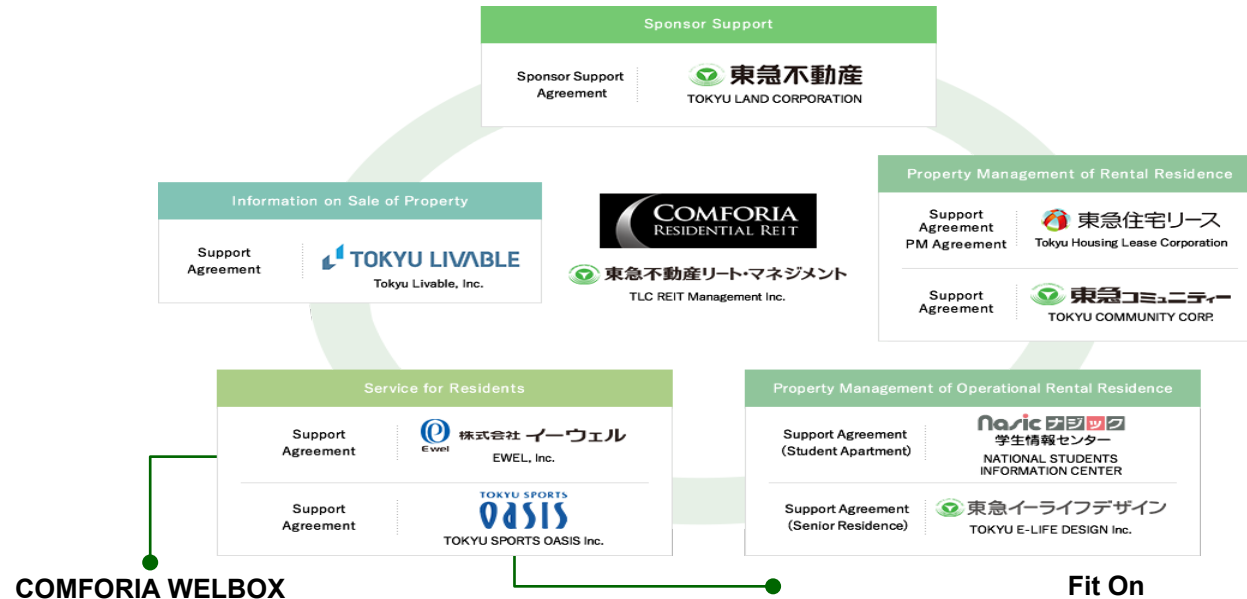 Sponsor Support
Sponsor Support
Agreement
東急不動産
TOKYU LAND CORPORATION
Information on Sale of Property
Support
Agreement
TOKYU LIVABLE
Tokyu Livable, Inc.
COMFORIA
RESIDENTIAL REIT
東急不動産リート・マネジメント
TLC REIT Management Inc.
Property Management of Rental Residence
Support
Agreement
PM Agreement
東急住宅リース
Tokyu Housing Lease Corporation
Support
Agreement
東急コミュニティー
TOKYU COMMUNITY CORP.
Service for Residents
Support
Agreement
Ewel
株式会社 イーウェル
EWEL, Inc.
Support
Agreement
TOKYU SPORTS
OASIS
TOKYU SPORTS OASIS Inc.
Property Management of Operational Rental Residence
Support Agreement
(Student Apartment)
nasic ナジック
学生情報センター
NATIONAL STUDENTS
INFORMATION CENTER
Support Agreement
(Senior Residence)
東急イーライフデザイン
TOKYU E-LIFE DESIGN Inc.
COMFORIA WELBOX
Fit On